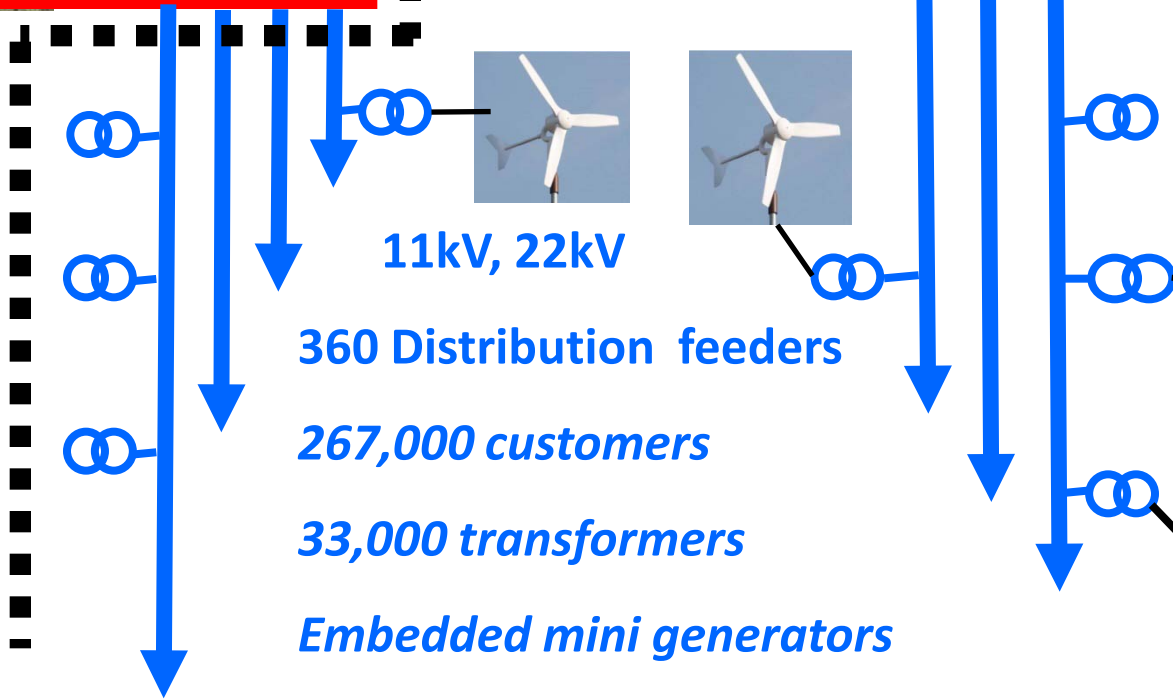 11kV, 22kV
360 Distribution feeders
267,000 customers
33,000 transformers
Embedded mini generators